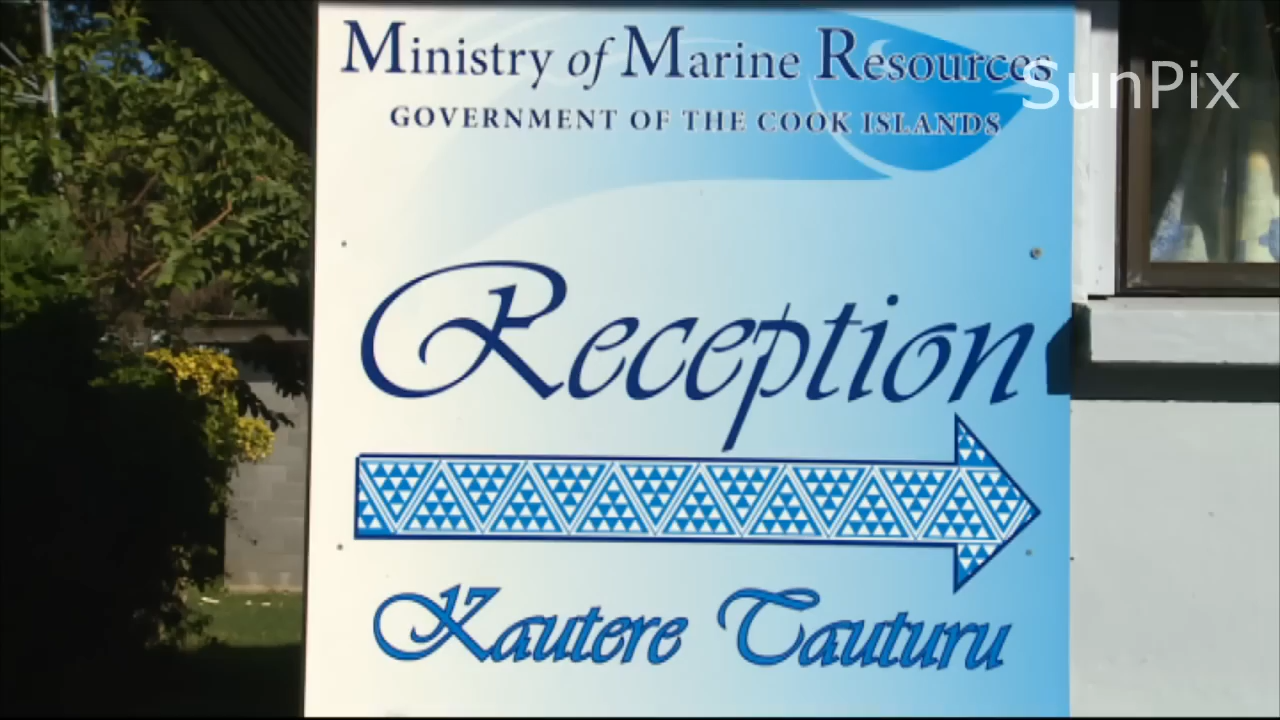 Ministry of Marine Resources
GOVERNMENT OF THE COOK ISLANDS
SunPix
Reception
Kautere Tauturu